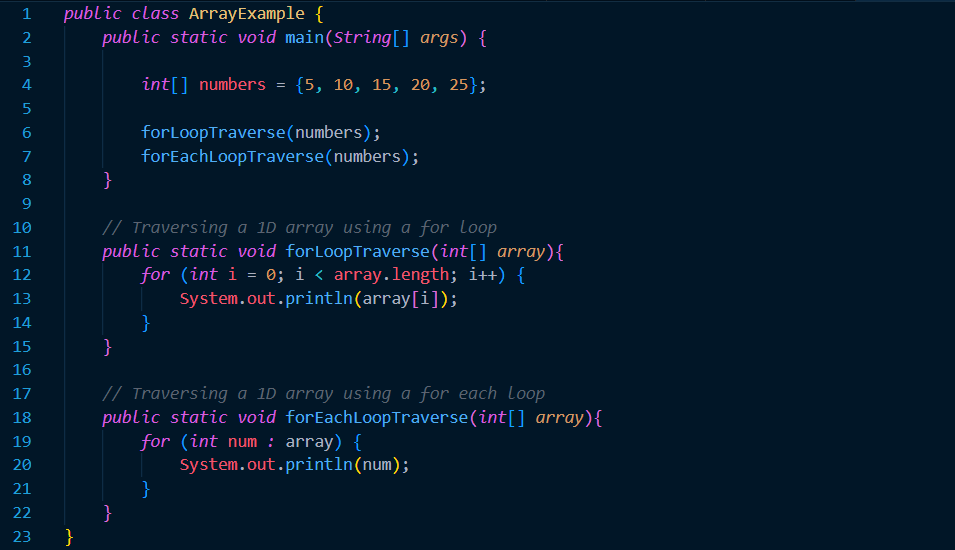 1 public class ArrayExample {
2     public static void main(String[] args) {
3
4         int[] numbers = {5, 10, 15, 20, 25};
5
6         forLoopTraverse(numbers);
7         forEachLoopTraverse(numbers);
8     }
9
10     // Traversing a 1D array using a for loop
11     public static void forLoopTraverse(int[] array){
12         for (int i = 0; i < array.length; i++) {
13             System.out.println(array[i]);
14         }
15     }
16
17     // Traversing a 1D array using a for each loop
18     public static void forEachLoopTraverse(int[] array){
19         for (int num : array) {
20             System.out.println(num);
21         }
22     }
23 }